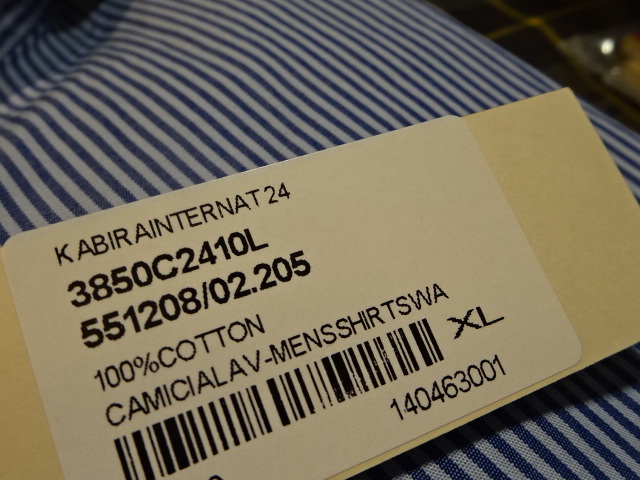 KABIRAINTERNAT24
3850C2410L
551208/02.205
100%COTTON
CAMICIALAV-MENSSHIRTSWA
XL
140463001